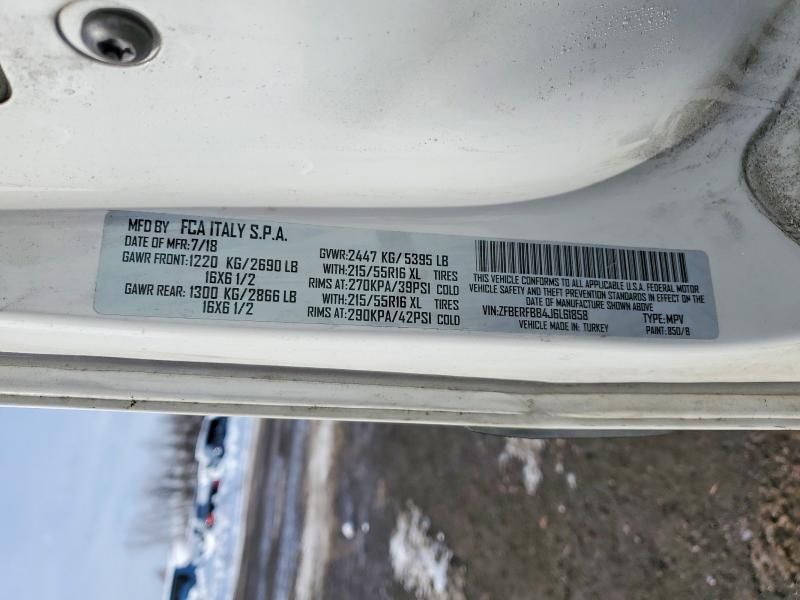 MFD BY FCA ITALY S.P.A.
DATE OF MFR: 7/18
GAWR FRONT: 1220 KG/2690 LB
16X6 1/2
GAWR REAR: 1300 KG/2866 LB
16X6 1/2
GVWR: 2447 KG/5395 LB
WITH: 215/55R16 XL TIRES
RIMS AT: 270KPA/39PSI COLD
WITH: 215/55R16 XL TIRES
RIMS AT: 290KPA/42PSI COLD
THIS VEHICLE CONFORMS TO ALL APPLICABLE U.S.A. FEDERAL MOTOR
VEHICLE SAFETY AND THEFT PREVENTION STANDARDS IN EFFECT ON THE
DATE OF MANUFACTURE SHOWN ABOVE
VIN: ZFBERFBB4J6L61858 TYPE: MPV
VEHICLE MADE IN: TURKEY PAINT: 850/B